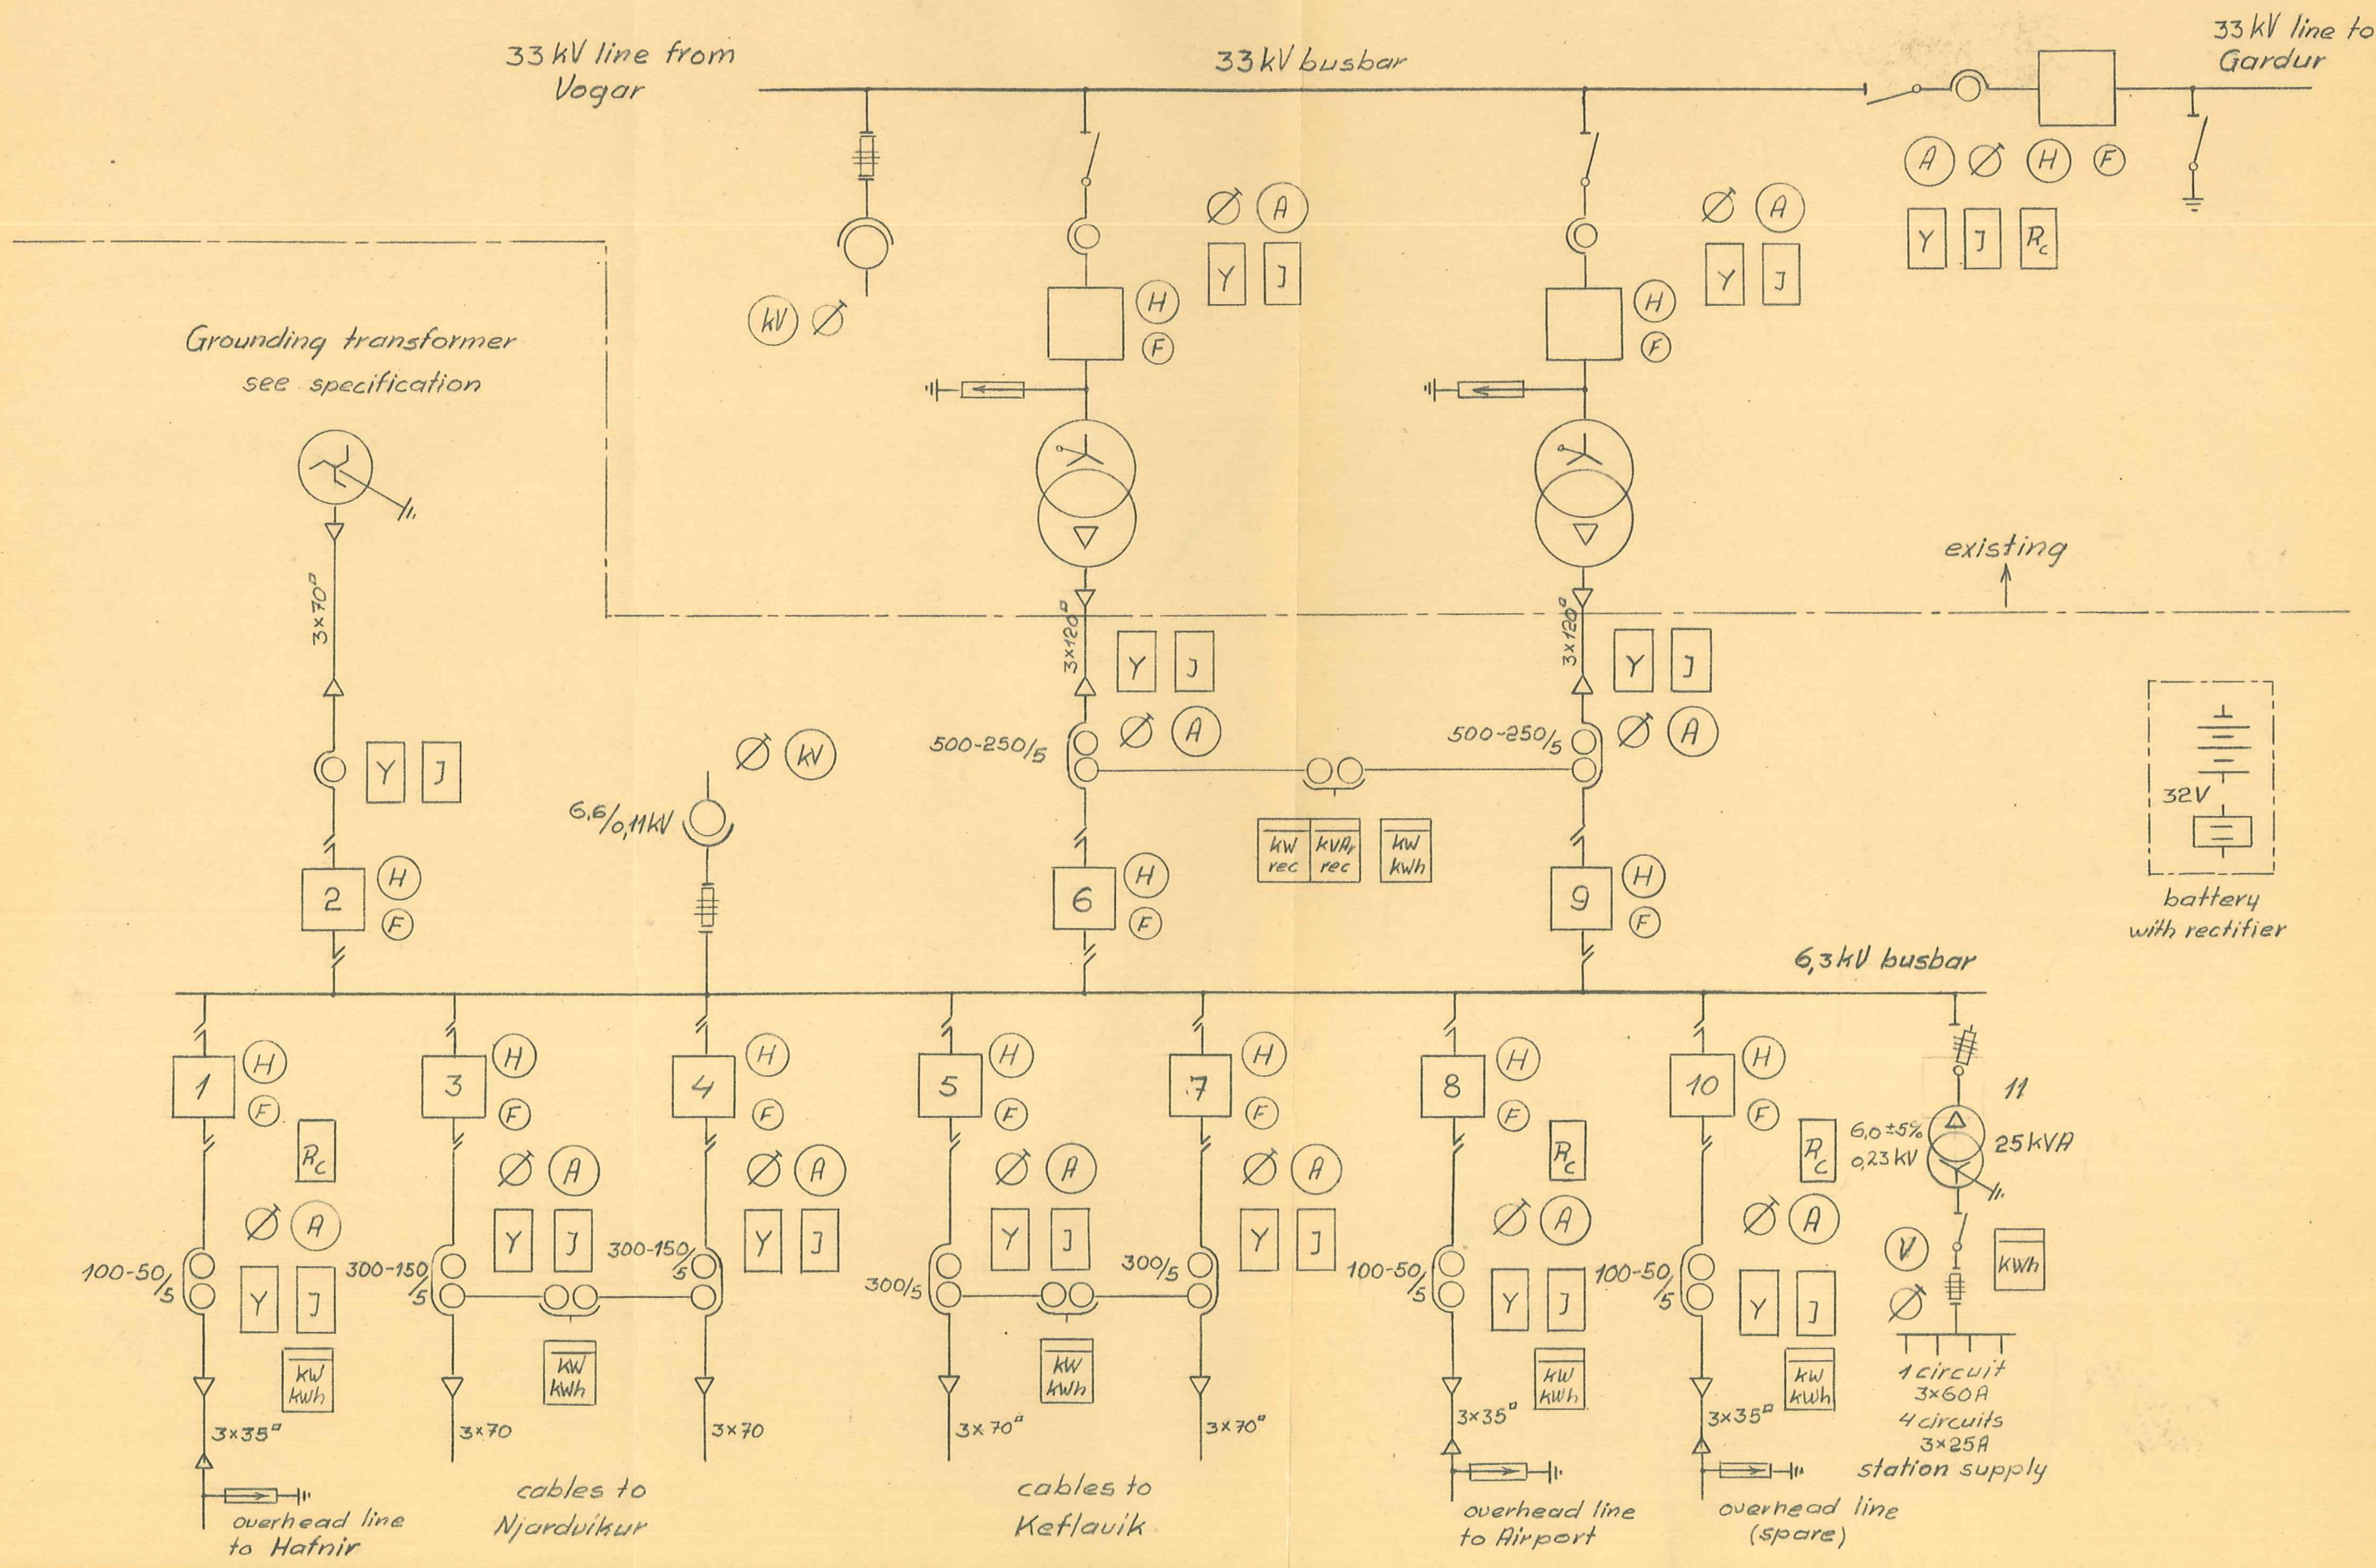 33 kV line from
Vogar
33 kV busbar
33 kV line to
Gardur
A H F
Y J Rc
A
Y J
H
F
A
Y J
H
F
kV
Grounding transformer
see specification
existing
3×70□
3×120□
Y J
A
500-250/5
3×120□
Y J
A
500-250/5
Y J
kV
6,6/0,11 kV
kW
rec
kVAr
rec
kW
kWh
32V
battery
with rectifier
2
H
F
6
H
F
9
H
F
6,3 kV busbar
1
H
F
Rc
A
100-50/5
Y J
kW
kWh
3×35□
overhead line
to Hafnir
3
H
F
A
Y J
300-150/5
kW
kWh
3×70
4
H
F
A
Y J
300-150/5
3×70
cables to
Njardvikur
5
H
F
A
Y J
300/5
kW
kWh
3×70□
7
H
F
A
Y J
300/5
3×70□
cables to
Keflavik
8
H
F
Rc
A
100-50/5
Y J
kW
kWh
3×35□
overhead line
to Airport
10
H
F
Rc
A
100-50/5
Y J
kW
kWh
3×35□
overhead line
(spare)
11
6,0 ±5%
0,23 kV
25 kVA
V
kWh
1 circuit
3×60A
4 circuits
3×25A
station supply